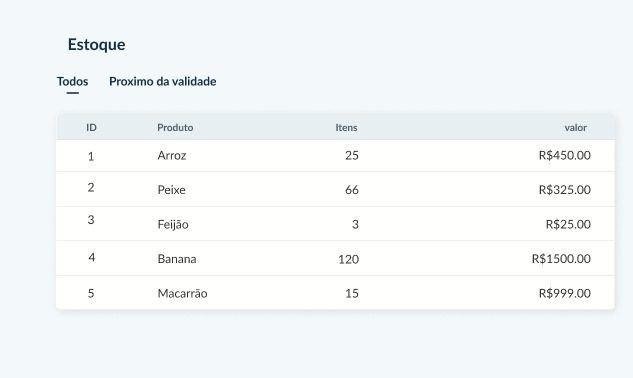 Estoque
Todos Proximo da validade
ID Produto Itens valor
1 Arroz 25 R$450.00
2 Peixe 66 R$325.00
3 Feijão 3 R$25.00
4 Banana 120 R$1500.00
5 Macarrão 15 R$999.00